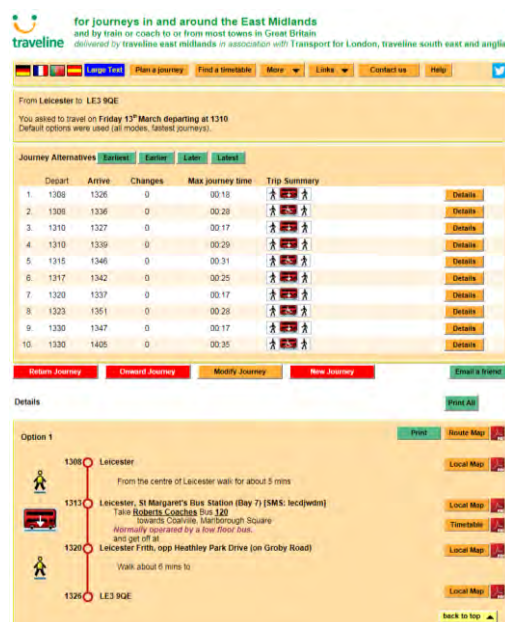 for journeys in and around the East Midlands
and by train or coach to or from most towns in Great Britain
traveline delivered by traveline east midlands in association with Transport for London, traveline south east and anglia
Large Text Plan a journey Find a timetable More Links Contact us Help
From Leicester to LE3 9QE
You asked to travel on Friday 13th March departing at 1310
Default options were used (all modes, fastest journeys).
Journey Alternatives Earliest Earlier Later Latest
Depart Arrive Changes Max journey time Trip Summary
1. 1308 1326 0 00:18 Details
2. 1308 1336 0 00:28 Details
3. 1310 1327 0 00:17 Details
4. 1310 1339 0 00:29 Details
5. 1315 1346 0 00:31 Details
6. 1317 1342 0 00:25 Details
7. 1320 1337 0 00:17 Details
8. 1323 1351 0 00:28 Details
9. 1330 1347 0 00:17 Details
10. 1330 1405 0 00:35 Details
Return Journey Onward Journey Modify Journey New Journey Email a friend
Details Print All
Option 1 Print Route Map
1308 Leicester Local Map
From the centre of Leicester walk for about 5 mins
1313 Leicester, St Margaret's Bus Station (Bay 7) [SMS: lecdjwdm] Local Map
Take Roberts Coaches Bus 120
towards Coalville, Marlborough Square Timetable
Normally operated by a low floor bus.
and get off at
1320 Leicester Frith, opp Heathley Park Drive (on Groby Road) Local Map
Walk about 6 mins to
1326 LE3 9QE Local Map
back to top